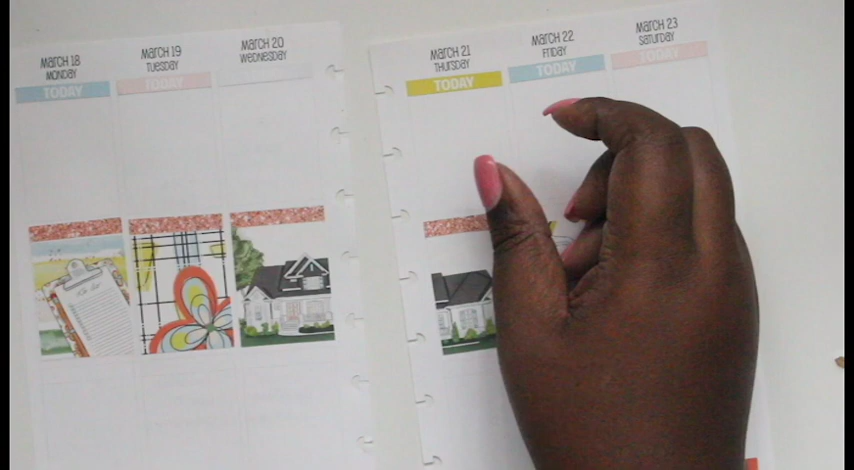 MARCH 18
MONDAY
TODAY
MARCH 19
TUESDAY
TODAY
MARCH 20
WEDNESDAY
MARCH 21
THURSDAY
TODAY
MARCH 22
FRIDAY
TODAY
MARCH 23
SATURDAY
TODAY